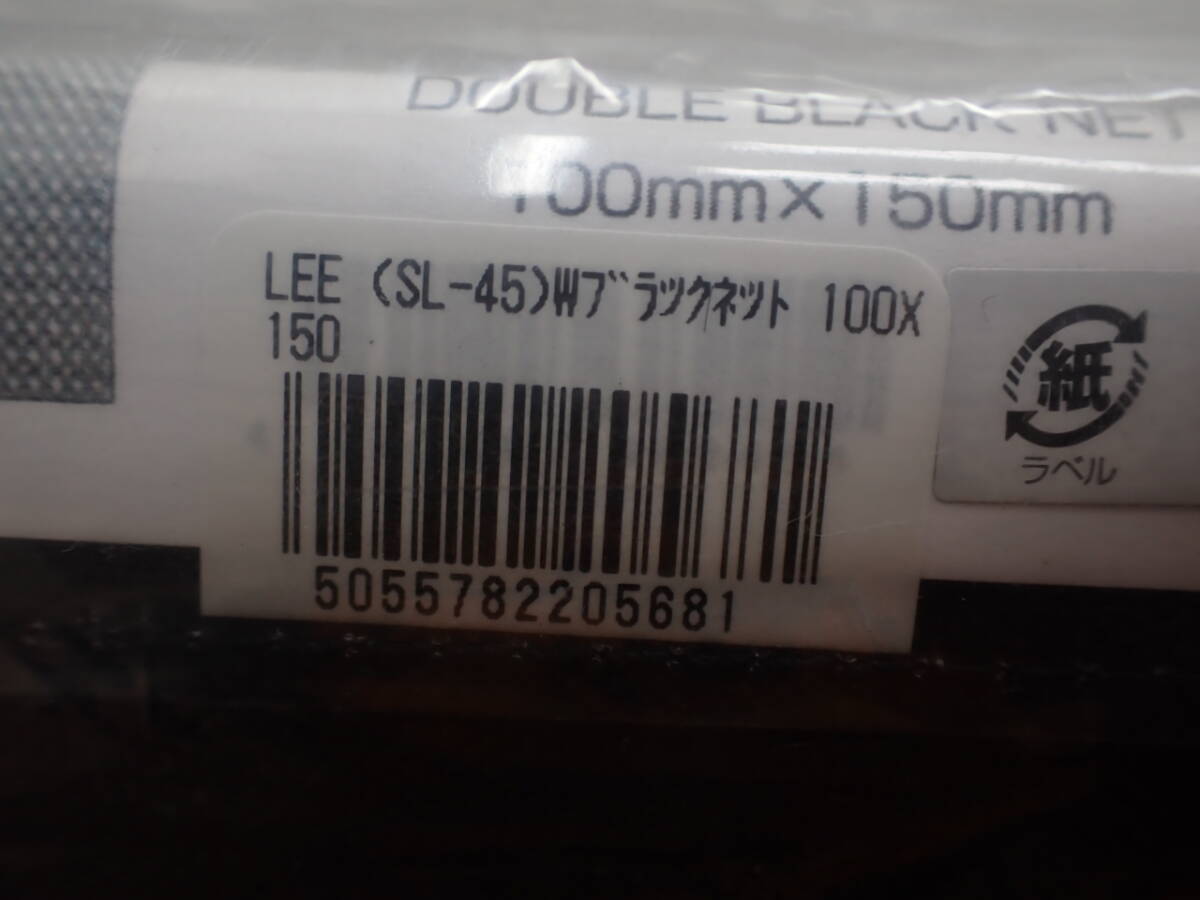 DOUBLE BLACK NET
100mm×150mm
LEE (SL-45)Wﾌﾞﾗｯｸﾈｯﾄ 100X
150
5055782205681
紙
ラベル